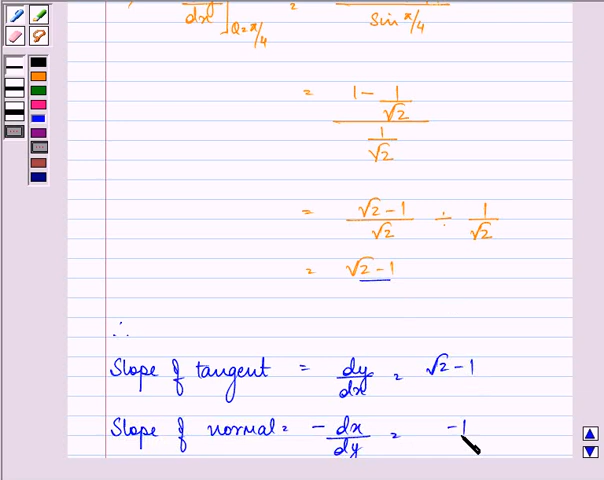 dy/dx ]Q=π/4 = / sin π/4
= (1 - 1/√2) / (1/√2)
= (√2 - 1)/√2 ÷ 1/√2
= √2 - 1
∴
Slope of tangent = dy/dx = √2 - 1
Slope of normal = - dx/dy = -1